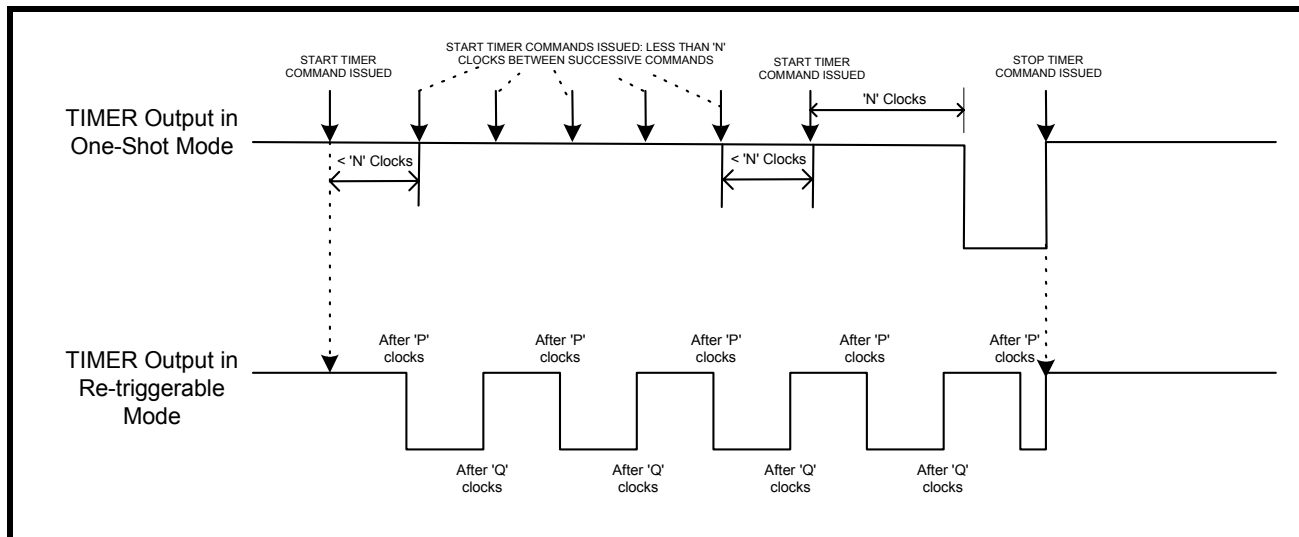 START TIMER
COMMAND ISSUED
START TIMER COMMANDS ISSUED: LESS THAN 'N'
CLOCKS BETWEEN SUCCESSIVE COMMANDS
START TIMER
COMMAND ISSUED
STOP TIMER
COMMAND ISSUED
'N' Clocks
TIMER Output in
One-Shot Mode
< 'N' Clocks
< 'N' Clocks
After 'P'
clocks
After 'P'
clocks
After 'P'
clocks
After 'P'
clocks
After 'P'
clocks
TIMER Output in
Re-triggerable
Mode
After 'Q'
clocks
After 'Q'
clocks
After 'Q'
clocks
After 'Q'
clocks